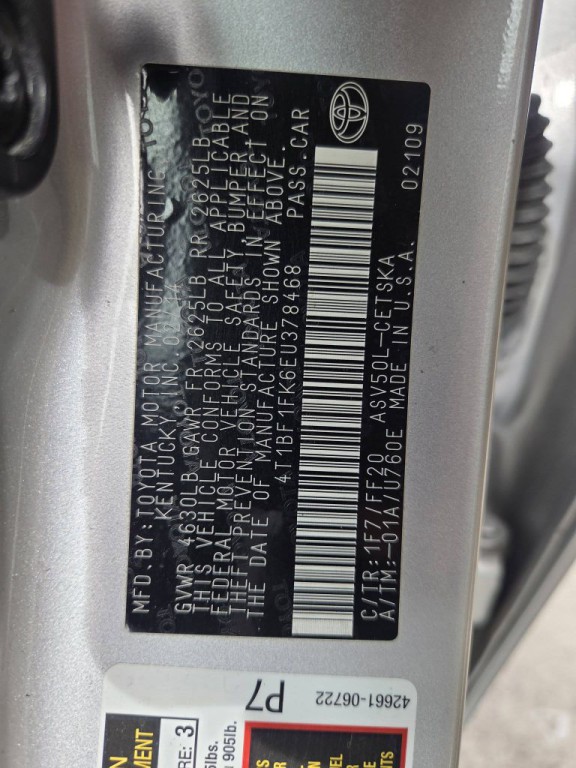 MFD.BY:TOYOTA MOTOR MANUFACTURING
KENTUCKY,INC.
GVWR 4630LB GAWR FR 2625LB RR 2625LB
THIS VEHICLE CONFORMS TO ALL APPLICABLE
FEDERAL MOTOR VEHICLE SAFETY, BUMPER, AND
THEFT PREVENTION STANDARDS IN EFFECT ON
THE DATE OF MANUFACTURE SHOWN ABOVE.
4T1BF1FK6EU378468 PASS.CAR
C/TR:1F7/FF20 ASV50L-CETSKA 02109
A/TM:-01A/U760E MADE IN U.S.A.
P7
42661-06722